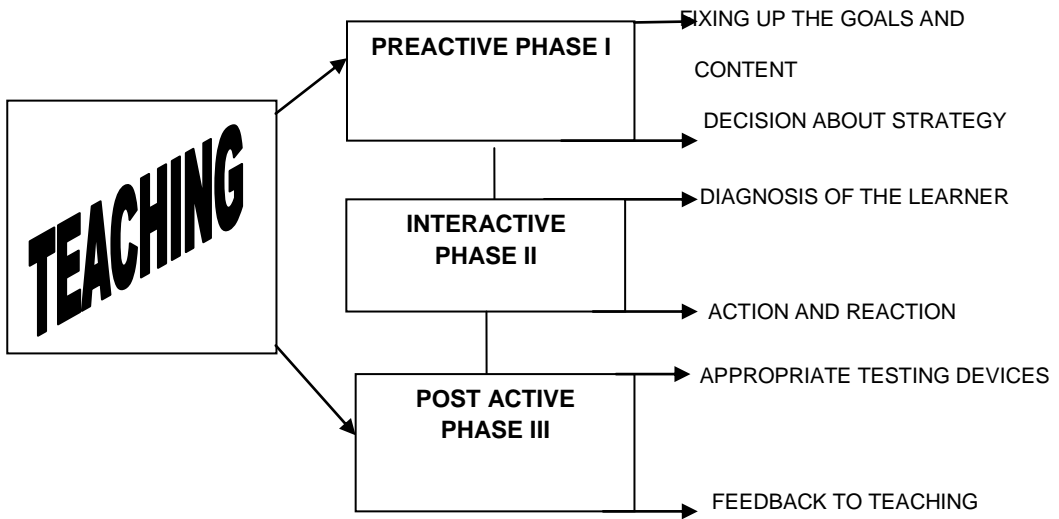 TEACHING
PREACTIVE PHASE I
FIXING UP THE GOALS AND
CONTENT
DECISION ABOUT STRATEGY
INTERACTIVE
PHASE II
DIAGNOSIS OF THE LEARNER
ACTION AND REACTION
POST ACTIVE
PHASE III
APPROPRIATE TESTING DEVICES
FEEDBACK TO TEACHING